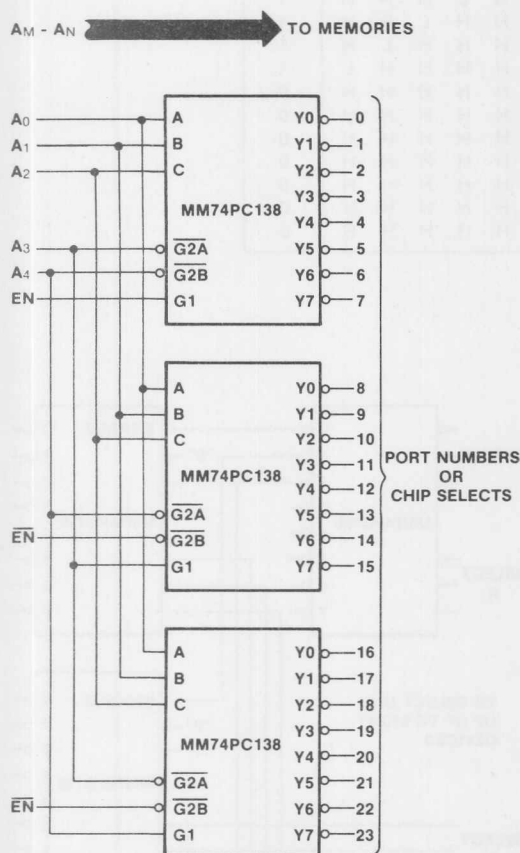 AM - AN TO MEMORIES
A0 A Y0 0
A1 B Y1 1
A2 C Y2 2
Y3 3
MM74PC138
Y4 4
A3 G2A Y5 5
A4 G2B Y6 6
EN G1 Y7 7
A Y0 8
B Y1 9
C Y2 10
Y3 11
MM74PC138
Y4 12
G2A Y5 13
EN G2B Y6 14
G1 Y7 15
PORT NUMBERS
OR
CHIP SELECTS
A Y0 16
B Y1 17
C Y2 18
Y3 19
MM74PC138
Y4 20
G2A Y5 21
EN G2B Y6 22
G1 Y7 23